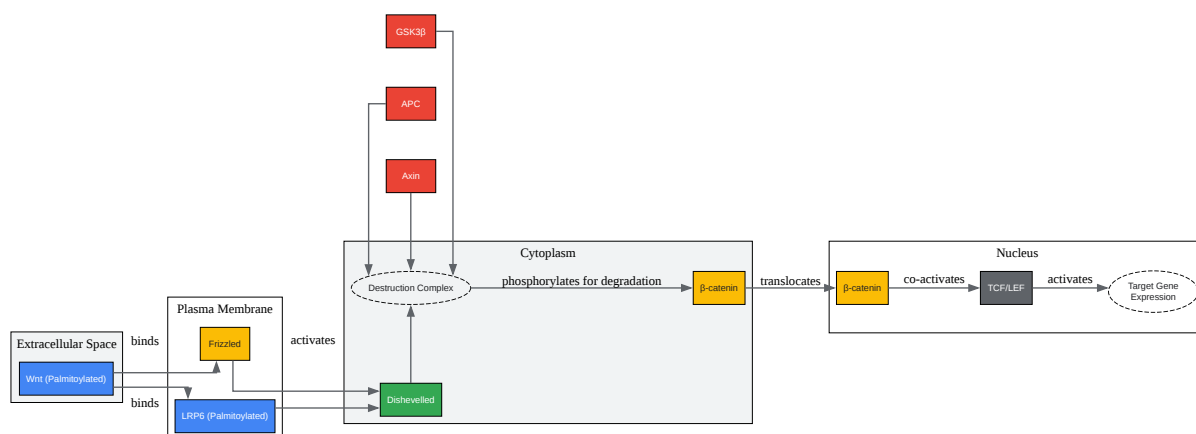 GSK3β
APC
Axin
Cytoplasm
Nucleus
Destruction Complex
phosphorylates for degradation
β-catenin
translocates
β-catenin
co-activates
TCF/LEF
activates
Target Gene
Expression
Plasma Membrane
Extracellular Space
binds
Frizzled
activates
Wnt (Palmitoylated)
binds
LRP6 (Palmitoylated)
Dishevelled